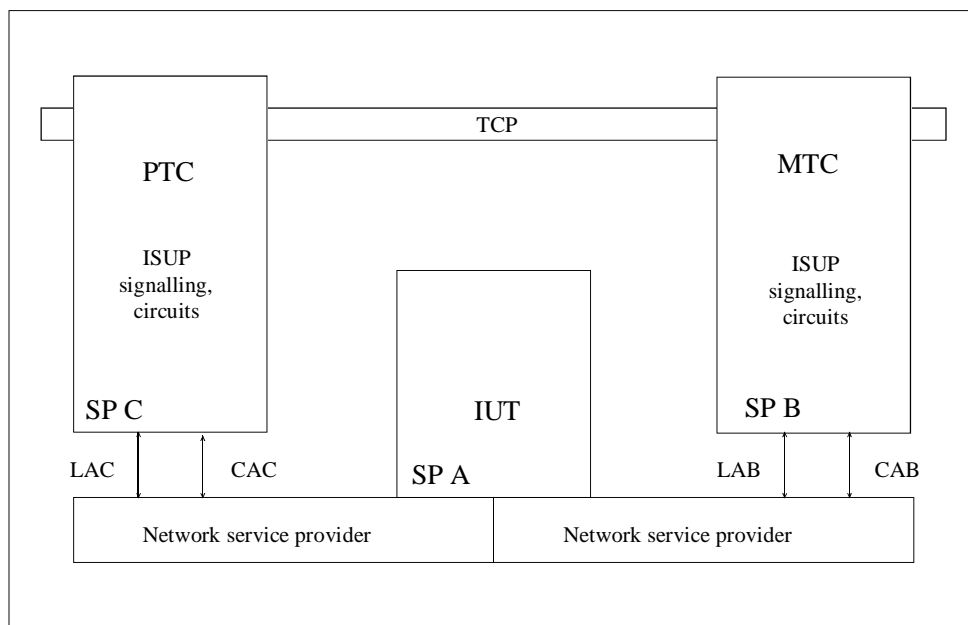 TCP
PTC
MTC
ISUP
signalling,
circuits
ISUP
signalling,
circuits
SP C
IUT
SP B
SP A
LAC
CAC
LAB
CAB
Network service provider
Network service provider